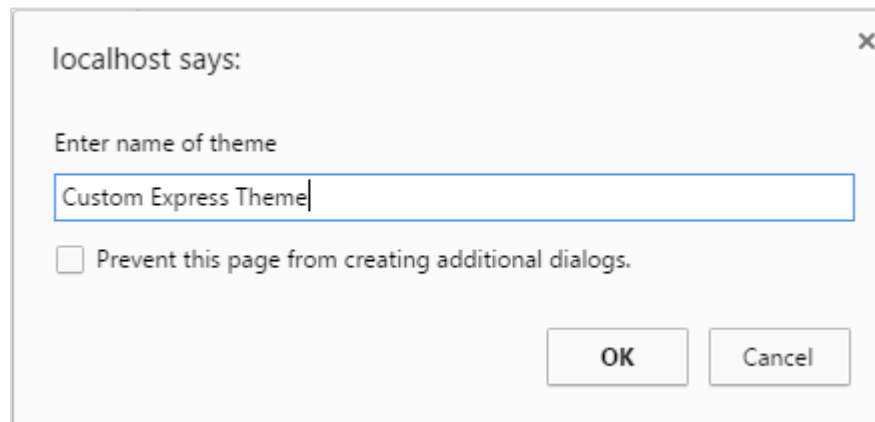 localhost says:
Enter name of theme
Custom Express Theme
Prevent this page from creating additional dialogs.
OK Cancel